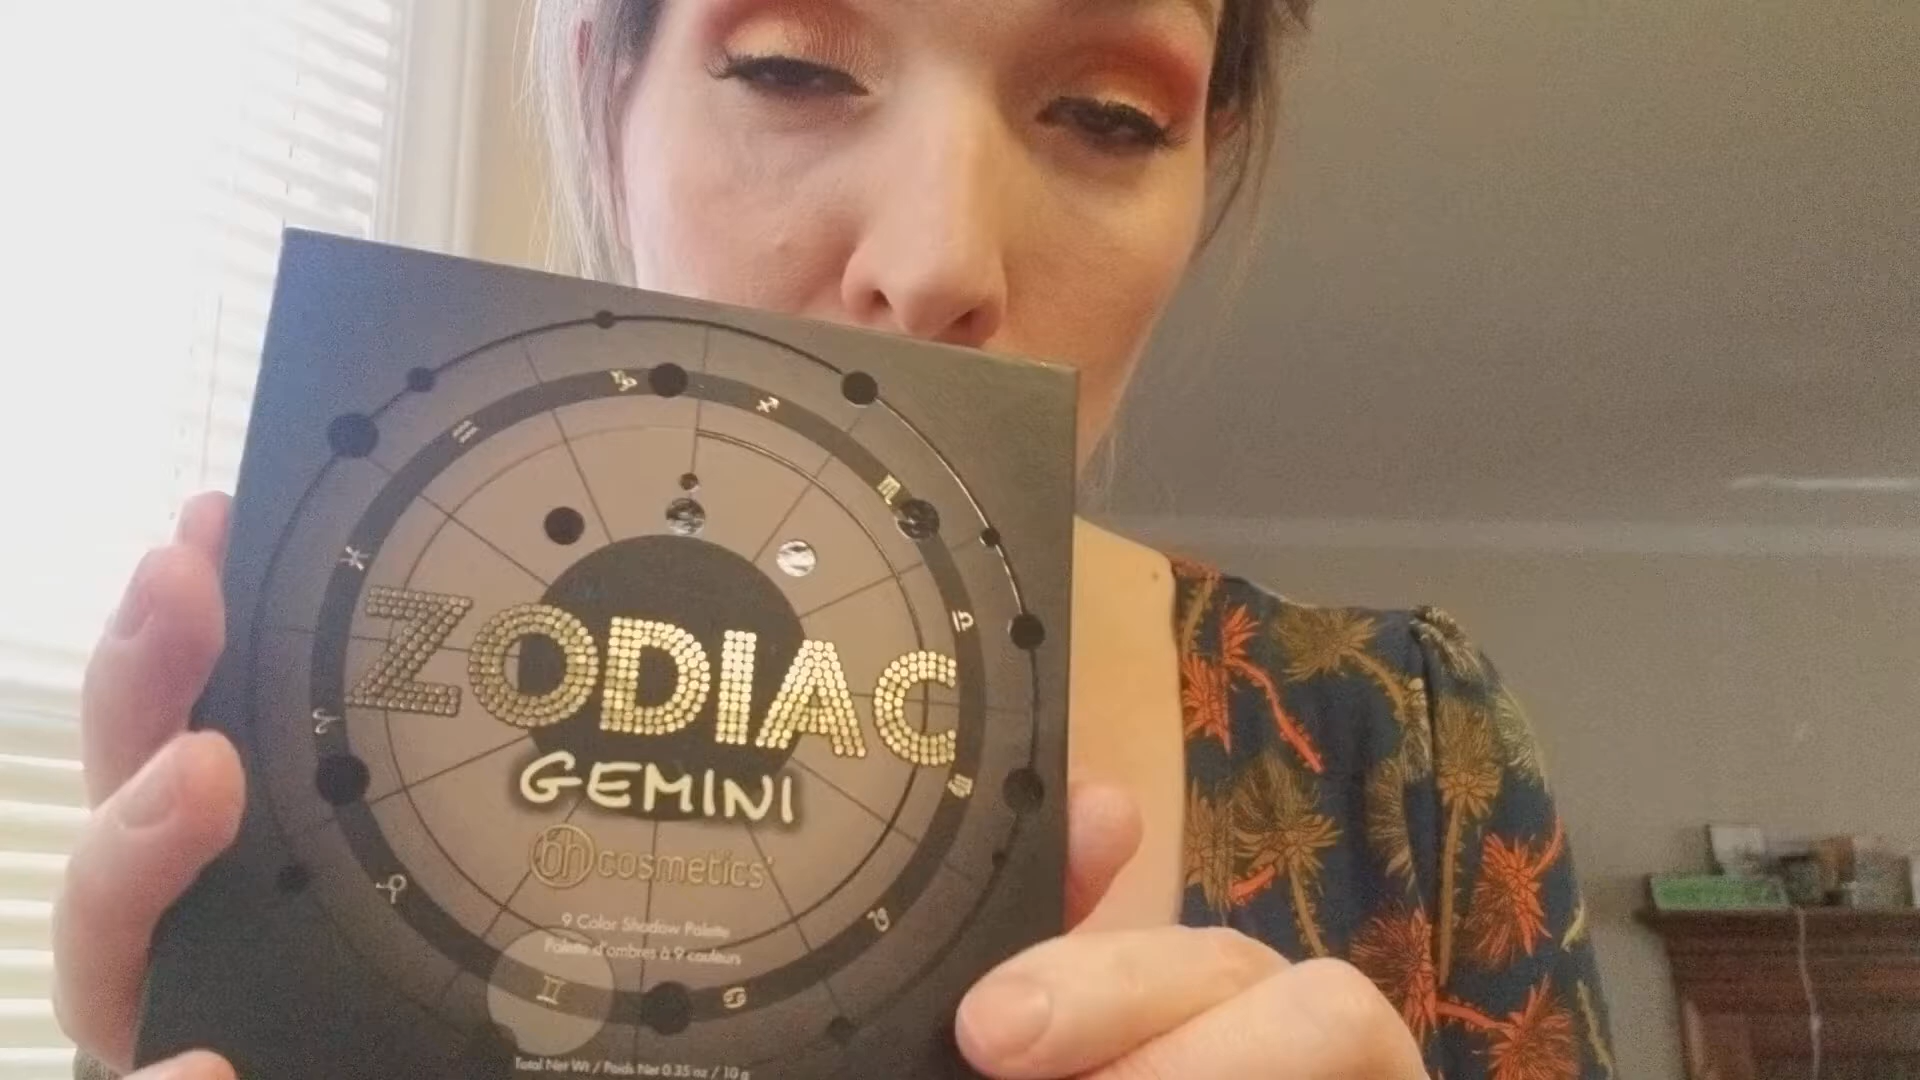 ZODIAC
GEMINI
bh cosmetics®
9 Color Shadow Palette
Palette d'ombres à 9 couleurs
Total Net Wt / Poids Net 0.35 oz / 10 g